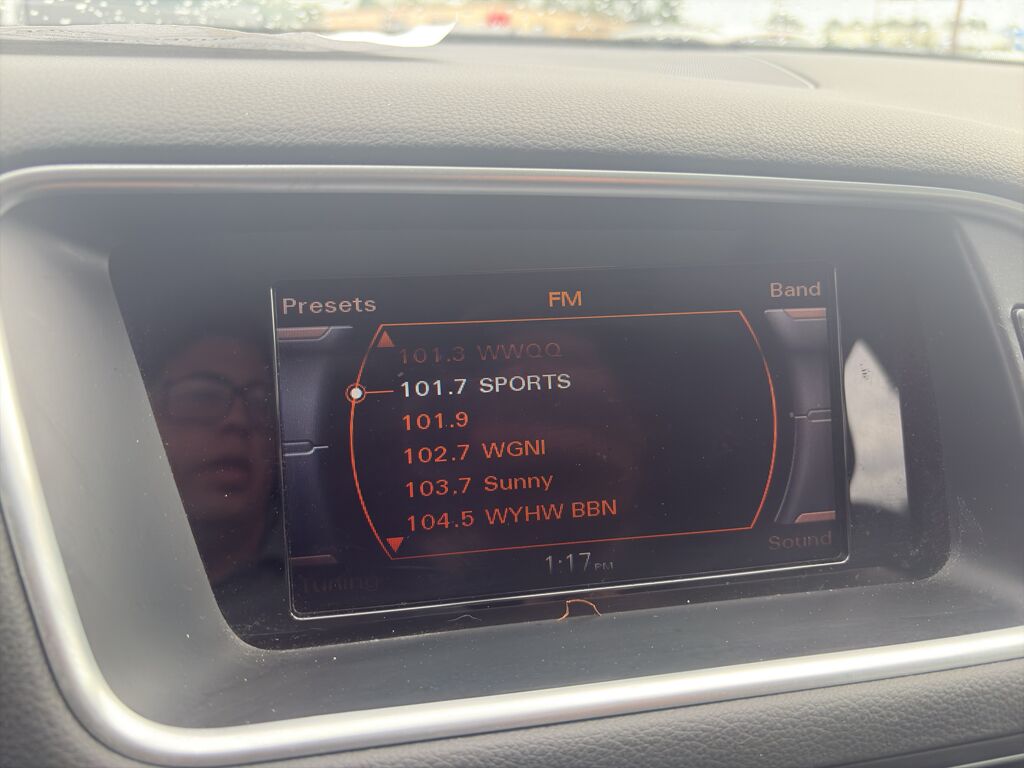 Presets
FM
Band
101.3 WWQQ
101.7 SPORTS
101.9
102.7 WGNI
103.7 Sunny
104.5 WYHW BBN
Tuning
1:17 PM
Sound